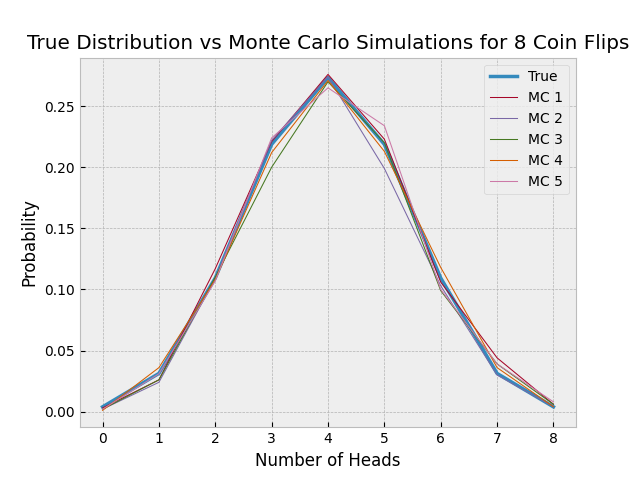 True Distribution vs Monte Carlo Simulations for 8 Coin Flips
True
MC 1
MC 2
MC 3
MC 4
MC 5
Probability
0.25
0.20
0.15
0.10
0.05
0.00
0 1 2 3 4 5 6 7 8
Number of Heads